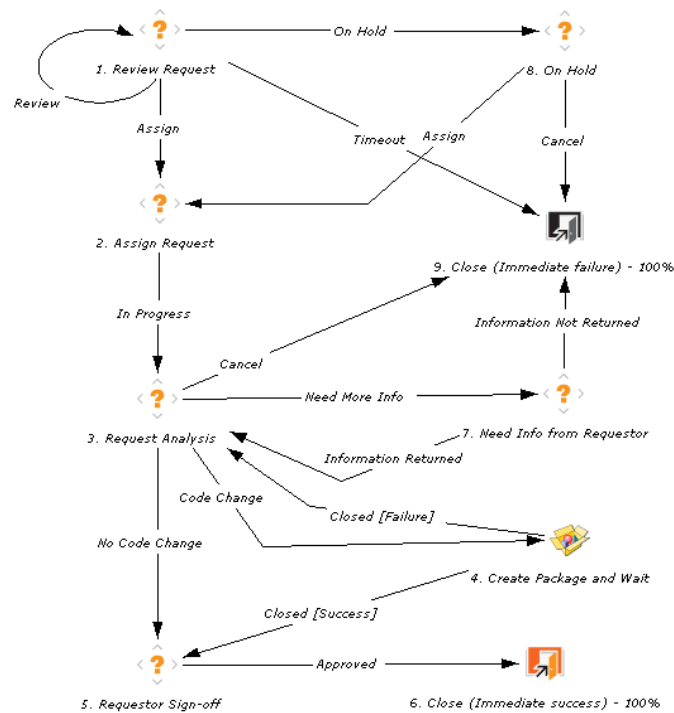 On Hold
1. Review Request
8. On Hold
Review
Assign
Timeout
Assign
Cancel
2. Assign Request
9. Close (Immediate failure) - 100%
In Progress
Information Not Returned
Cancel
Need More Info
3. Request Analysis
7. Need Info from Requestor
Information Returned
Code Change
Closed [Failure]
No Code Change
4. Create Package and Wait
Closed [Success]
Approved
5. Requestor Sign-off
6. Close (Immediate success) - 100%